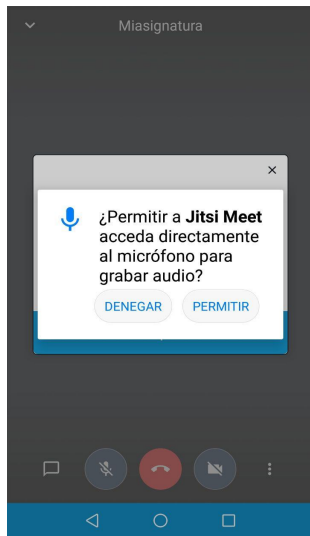 Miasignatura
¿Permitir a Jitsi Meet
acceda directamente
al micrófono para
grabar audio?
DENEGAR PERMITIR